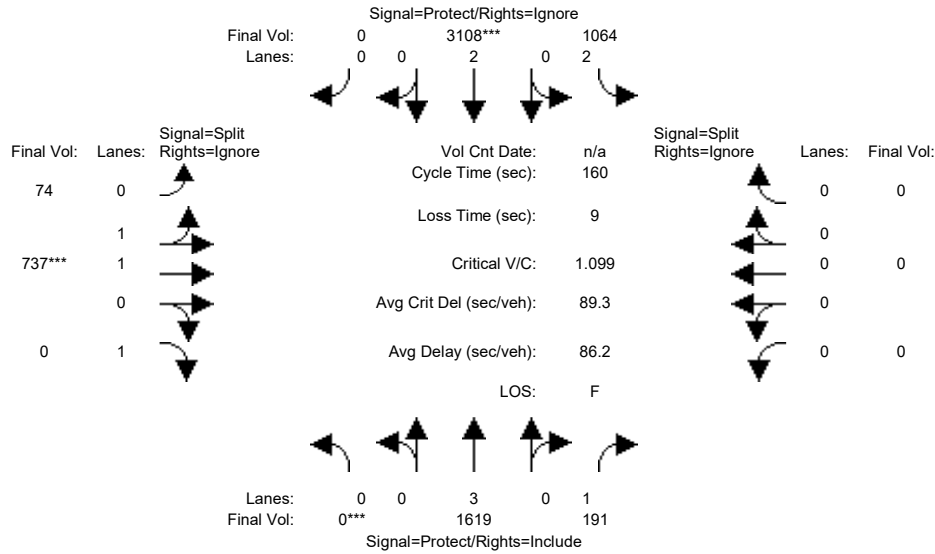 Signal=Protect/Rights=Ignore
Final Vol: 0 3108*** 1064
Lanes: 0 0 2 0 2
Signal=Split
Final Vol: Lanes: Rights=Ignore
Vol Cnt Date: n/a
Signal=Split
Rights=Ignore Lanes: Final Vol:
Cycle Time (sec): 160
74 0
0 0
Loss Time (sec): 9
1
0
737*** 1
Critical V/C: 1.099
0 0
0
Avg Crit Del (sec/veh): 89.3
0
0 1
Avg Delay (sec/veh): 86.2
0 0
LOS: F
Lanes: 0 0 3 0 1
Final Vol: 0*** 1619 191
Signal=Protect/Rights=Include